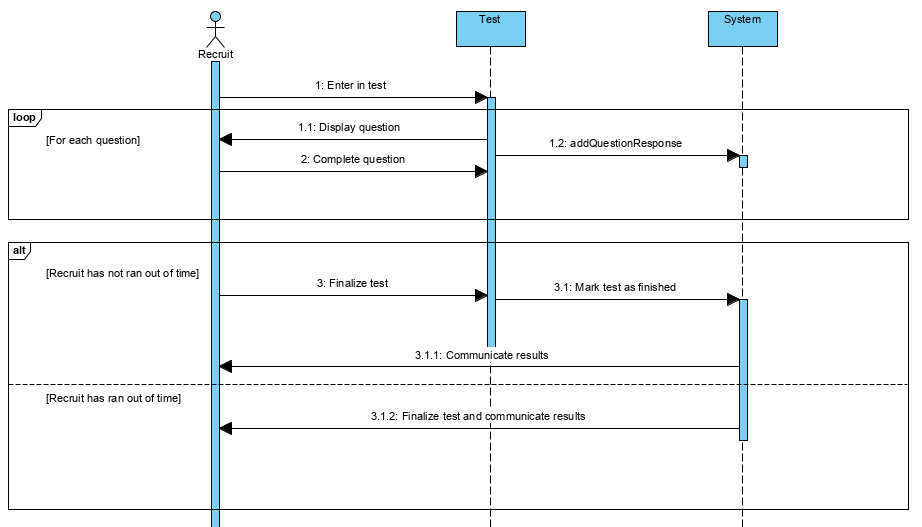 Recruit
Test
System
1: Enter in test
loop
[For each question]
1.1: Display question
1.2: addQuestionResponse
2: Complete question
alt
[Recruit has not ran out of time]
3: Finalize test
3.1: Mark test as finished
3.1.1: Communicate results
[Recruit has ran out of time]
3.1.2: Finalize test and communicate results